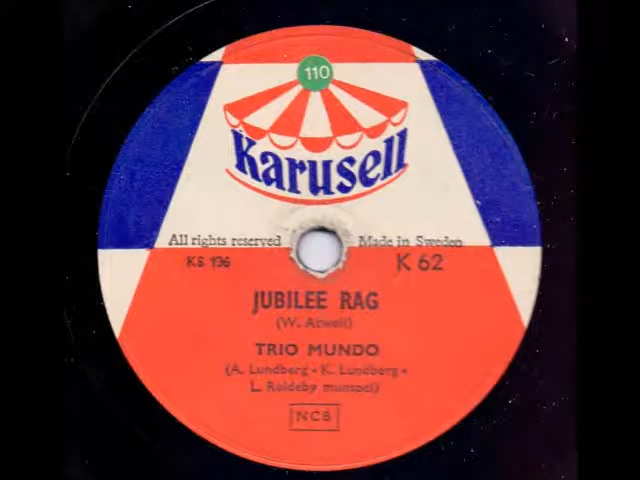 110
Karusell
All rights reserved Made in Sweden
KS 136 K 62
JUBILEE RAG
(W. Atwell)
TRIO MUNDO
(A. Lundberg • K. Lundberg •
L. Roldeby munspel)
NCB